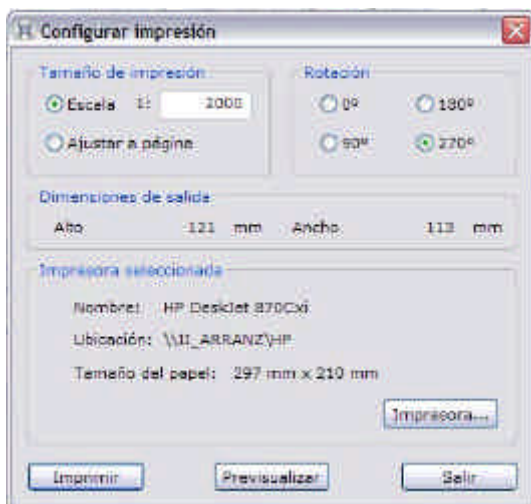 Configurar impresión
Tamaño de impresión
Escala 1: 2000
Ajustar a página
Rotación
0º 180º
90º 270º
Dimensiones de salida
Alto 121 mm Ancho 113 mm
Impresora seleccionada
Nombre: HP DeskJet 870Cxi
Ubicación: \\II_ARRANZ\HP
Tamaño del papel: 297 mm x 210 mm
Impresora...
Imprimir Previsualizar Salir